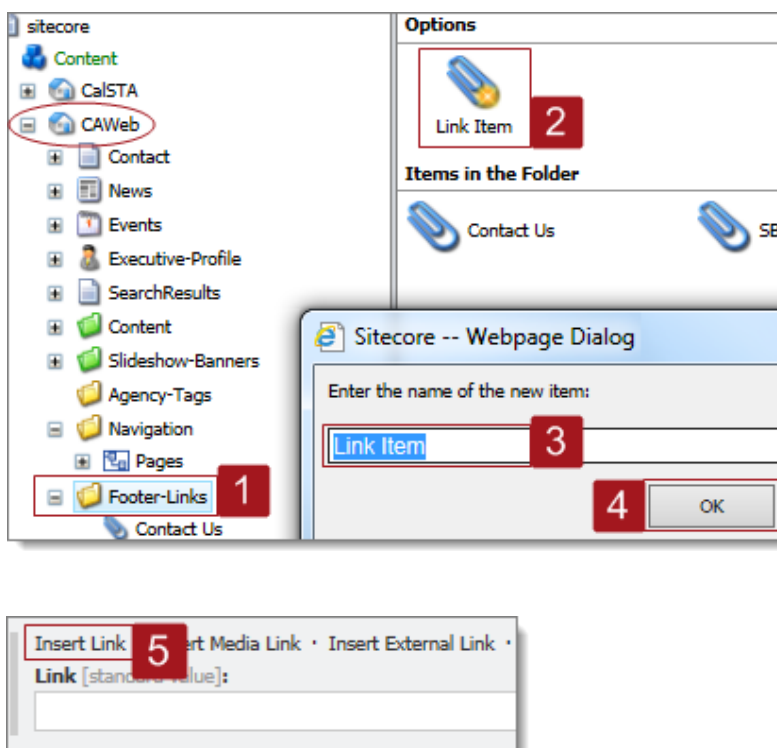 sitecore
Content
CalSTA
CAWeb
Contact
News
Events
Executive-Profile
SearchResults
Content
Slideshow-Banners
Agency-Tags
Navigation
Pages
Footer-Links 1
Contact Us
Options
Link Item 2
Items in the Folder
Contact Us
Sitecore -- Webpage Dialog
Enter the name of the new item:
Link Item 3
4 OK
Insert Link 5 Media Link · Insert External Link ·
Link [standard value]: